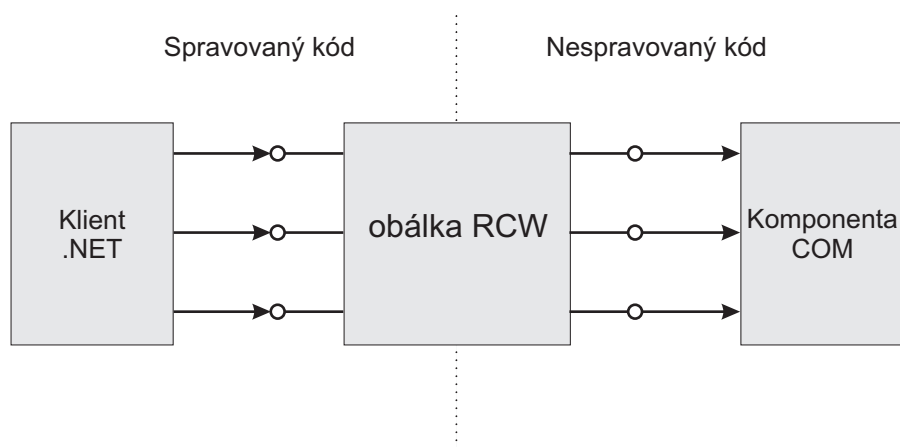 Spravovaný kód
Nespravovaný kód
Klient
.NET
obálka RCW
Komponenta
COM